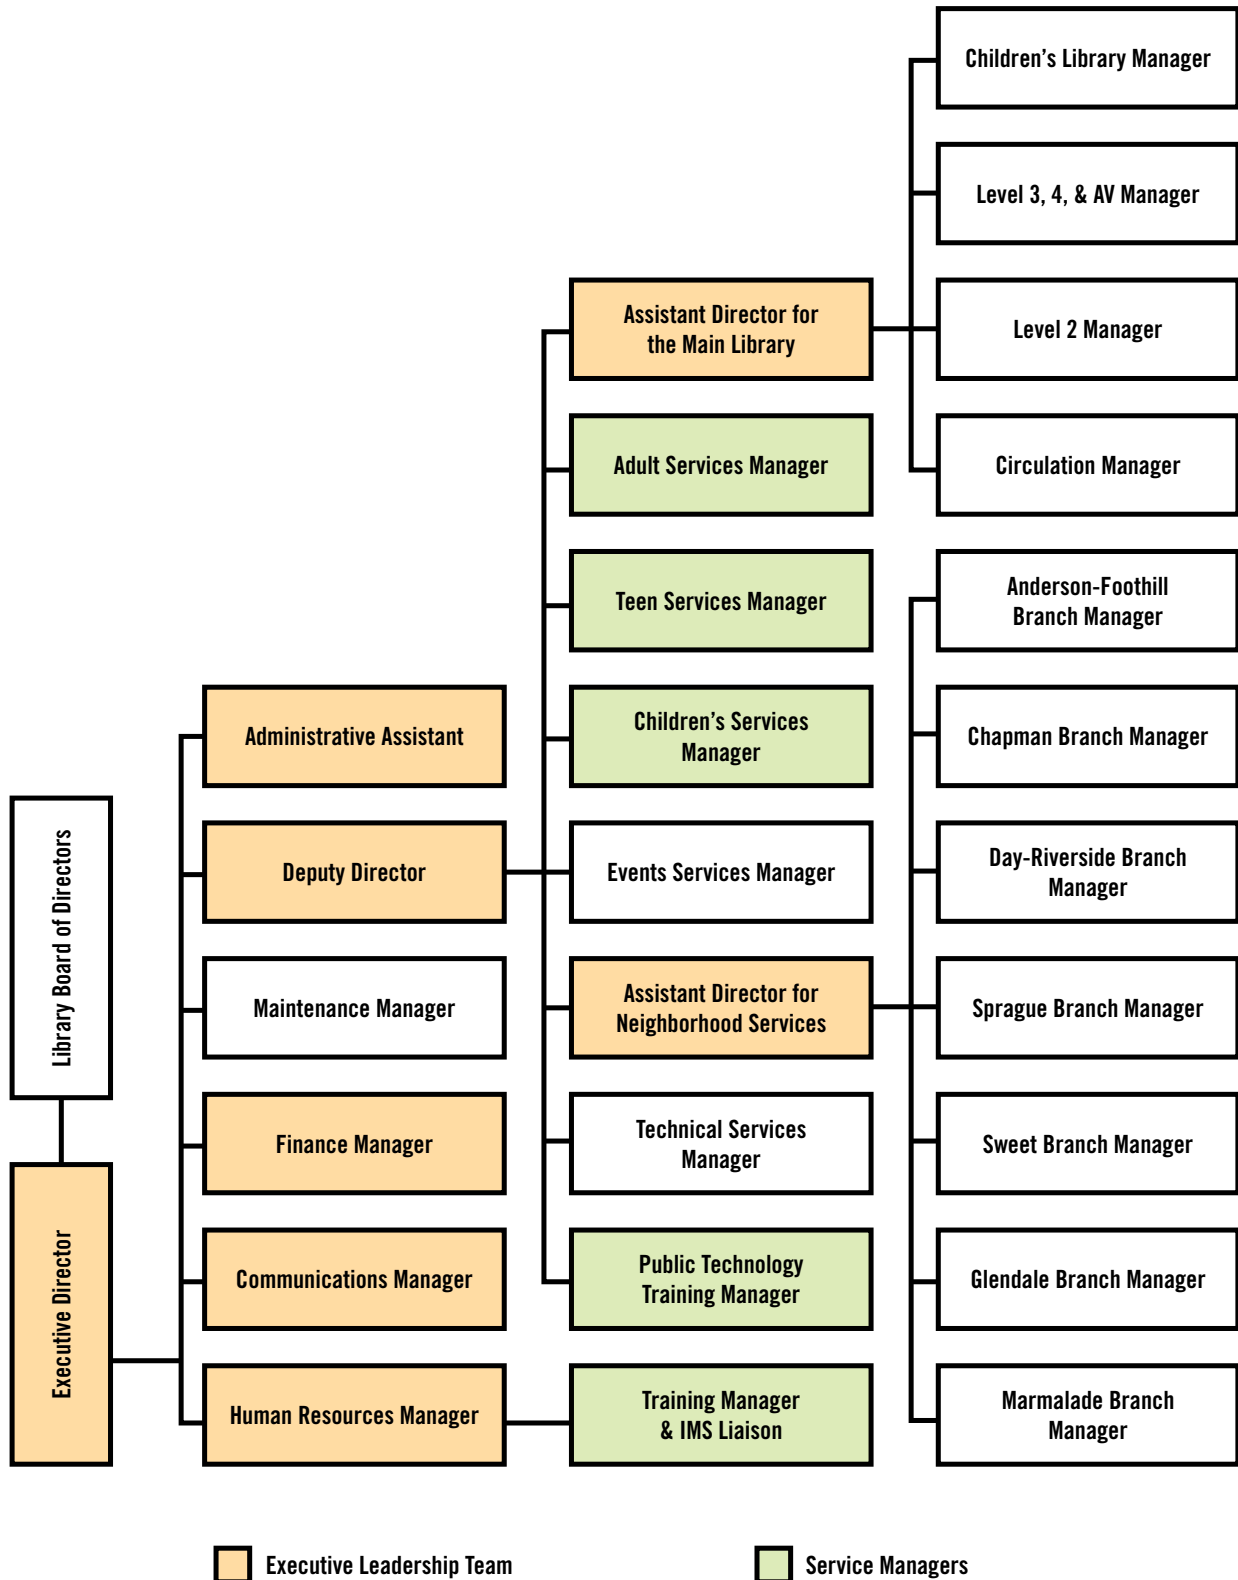 Library Board of Directors
Executive Director
Administrative Assistant
Deputy Director
Maintenance Manager
Finance Manager
Communications Manager
Human Resources Manager
Assistant Director for
the Main Library
Adult Services Manager
Teen Services Manager
Children’s Services
Manager
Events Services Manager
Assistant Director for
Neighborhood Services
Technical Services
Manager
Public Technology
Training Manager
Training Manager
& IMS Liaison
Children’s Library Manager
Level 3, 4, & AV Manager
Level 2 Manager
Circulation Manager
Anderson-Foothill
Branch Manager
Chapman Branch Manager
Day-Riverside Branch
Manager
Sprague Branch Manager
Sweet Branch Manager
Glendale Branch Manager
Marmalade Branch
Manager
Executive Leadership Team
Service Managers